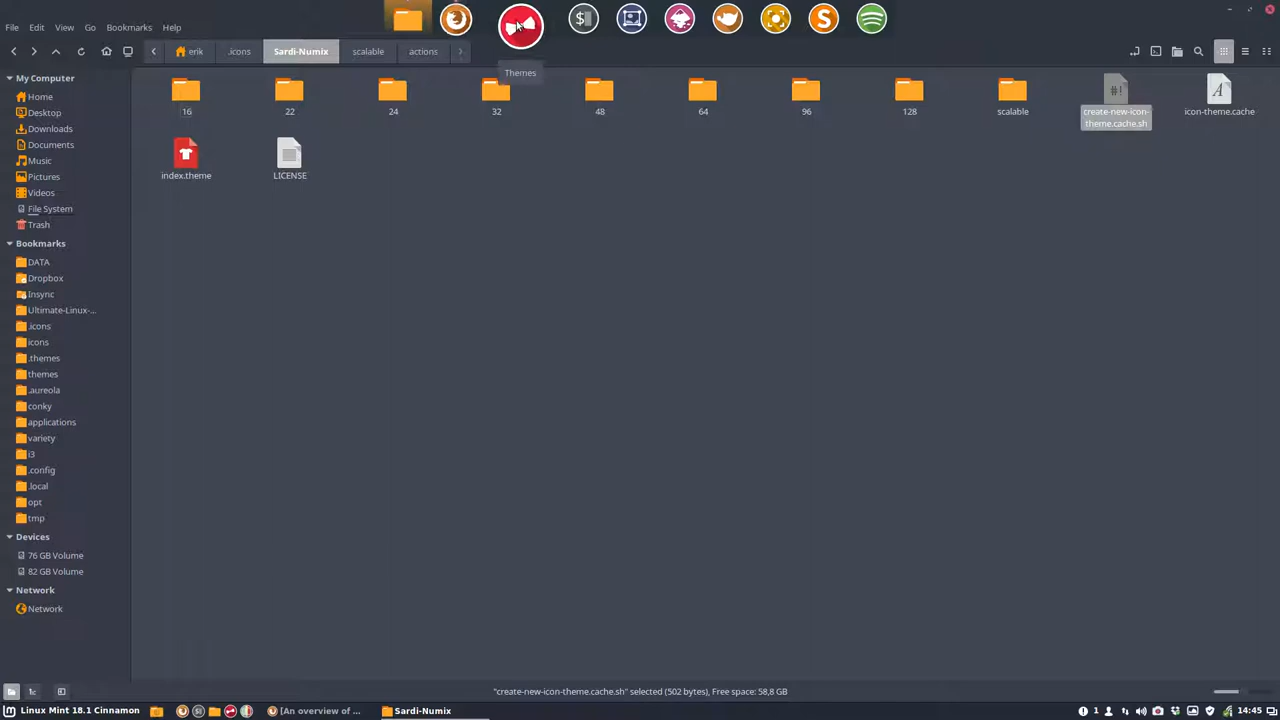 File Edit View Go Bookmarks Help
erik .icons Sardi-Numix scalable actions
Themes
My Computer
Home
Desktop
Downloads
Documents
Music
Pictures
Videos
File System
Trash
Bookmarks
DATA
Dropbox
Insync
Ultimate-Linux-...
.icons
icons
.themes
themes
.aureola
conky
applications
variety
i3
.config
.local
opt
tmp
Devices
76 GB Volume
82 GB Volume
Network
Network
16 22 24 32 48 64 96 128 scalable
#!
create-new-icon-
theme.cache.sh
A
icon-theme.cache
index.theme LICENSE
"create-new-icon-theme.cache.sh" selected (502 bytes), Free space: 58,8 GB
Linux Mint 18.1 Cinnamon
[An overview of ...
Sardi-Numix
1
14:45